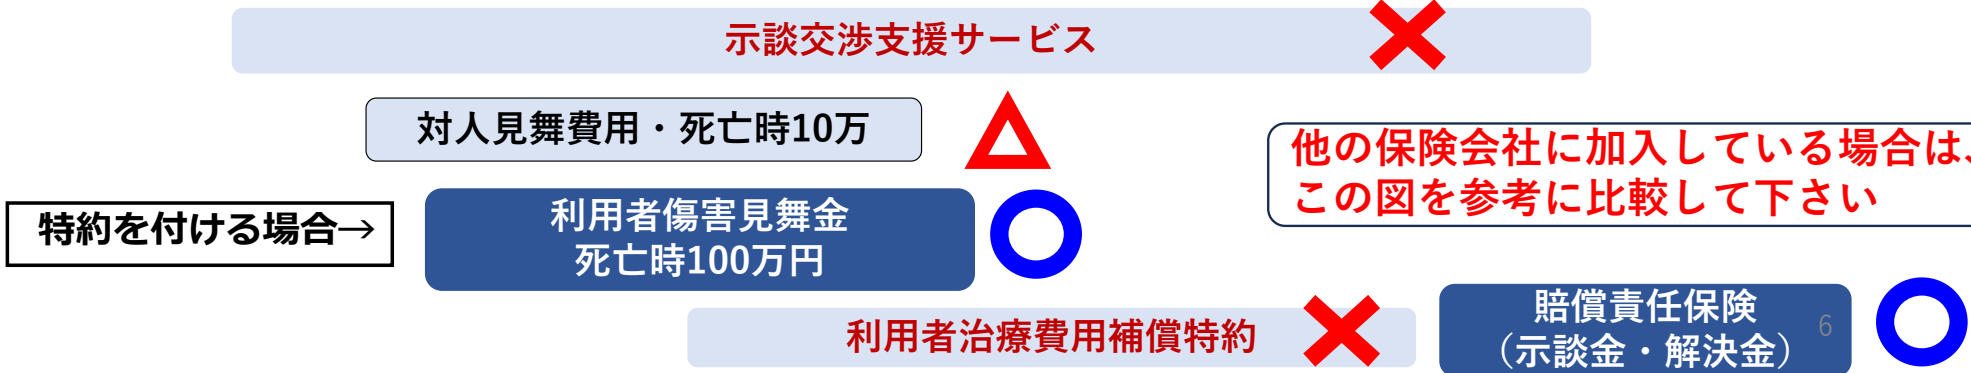 示談交渉支援サービス
対人見舞費用・死亡時10万
他の保険会社に加入している場合は、
この図を参考に比較して下さい
特約を付ける場合→
利用者傷害見舞金
死亡時100万円
利用者治療費用補償特約
賠償責任保険
（示談金・解決金）
6